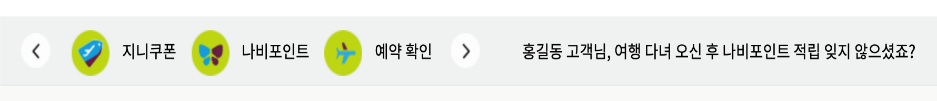 지니쿠폰 나비포인트 예약 확인 홍길동 고객님, 여행 다녀 오신 후 나비포인트 적립 잊지 않으셨죠?